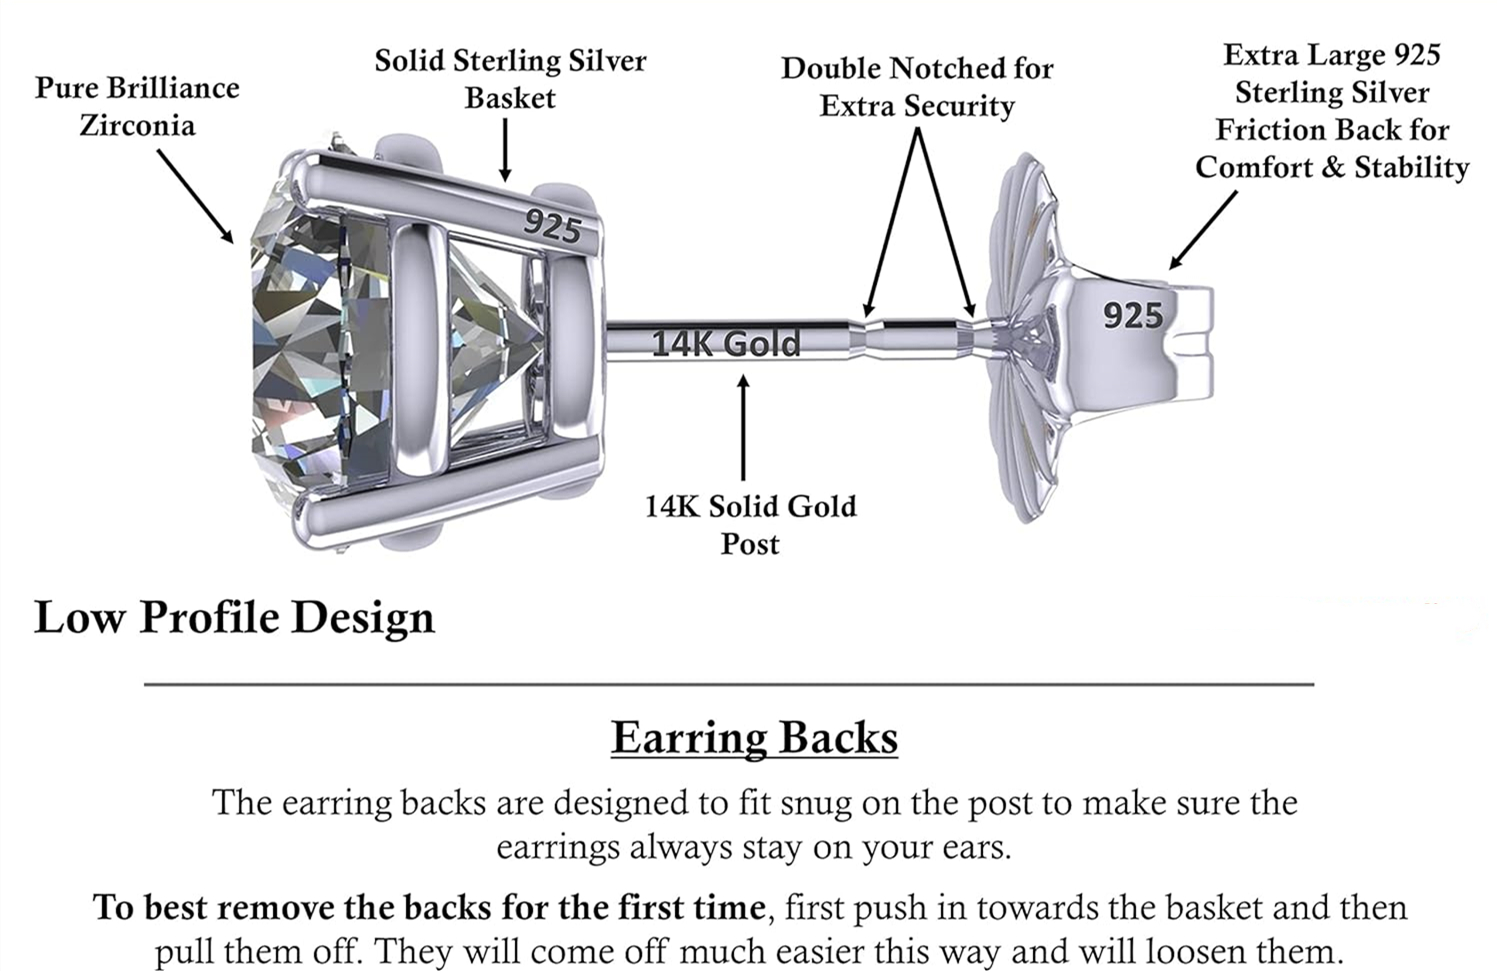 Pure Brilliance
Zirconia
Solid Sterling Silver
Basket
Double Notched for
Extra Security
Extra Large 925
Sterling Silver
Friction Back for
Comfort & Stability
925
14K Gold
925
14K Solid Gold
Post
Low Profile Design
Earring Backs
The earring backs are designed to fit snug on the post to make sure the
earrings always stay on your ears.
To best remove the backs for the first time, first push in towards the basket and then
pull them off. They will come off much easier this way and will loosen them.